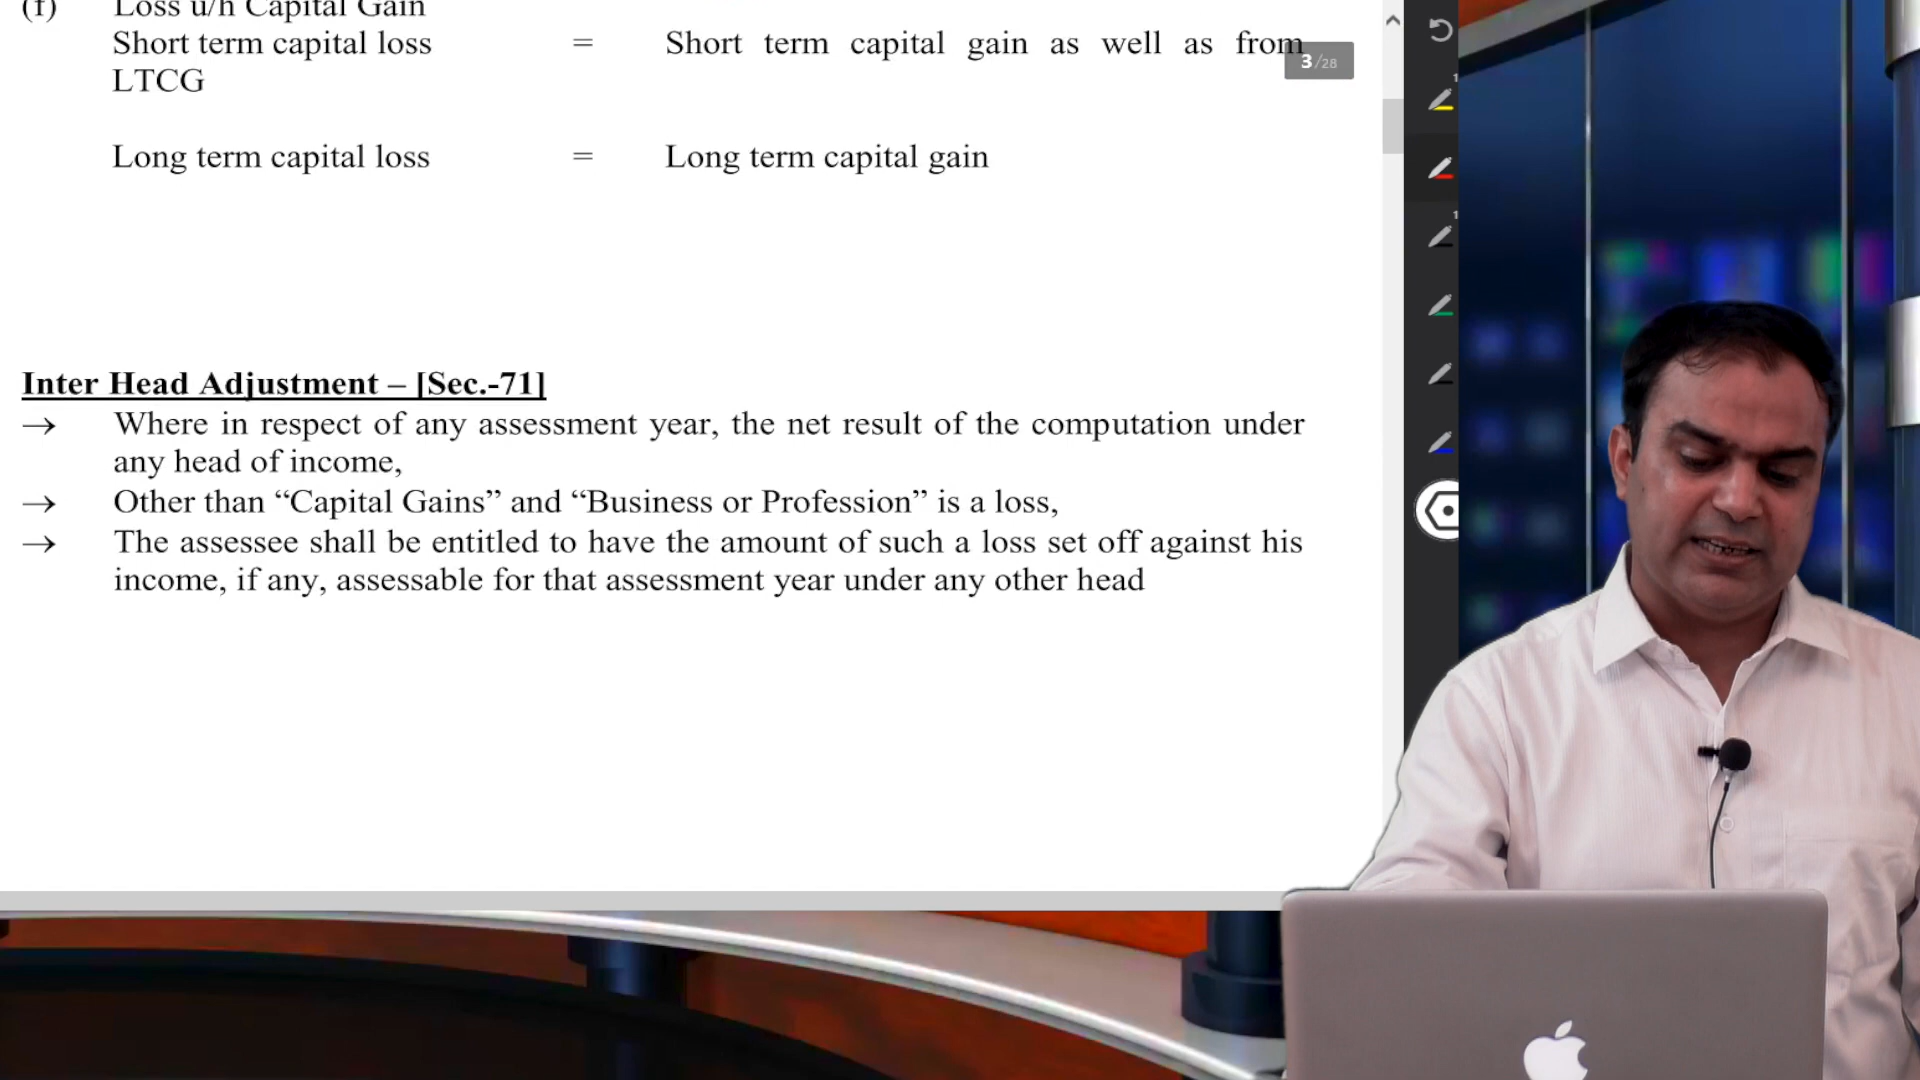 (f) Loss u/h Capital Gain
Short term capital loss = Short term capital gain as well as from
LTCG
3/28
Long term capital loss = Long term capital gain
Inter Head Adjustment – [Sec.-71]
→ Where in respect of any assessment year, the net result of the computation under
any head of income,
→ Other than “Capital Gains” and “Business or Profession” is a loss,
→ The assessee shall be entitled to have the amount of such a loss set off against his
income, if any, assessable for that assessment year under any other head